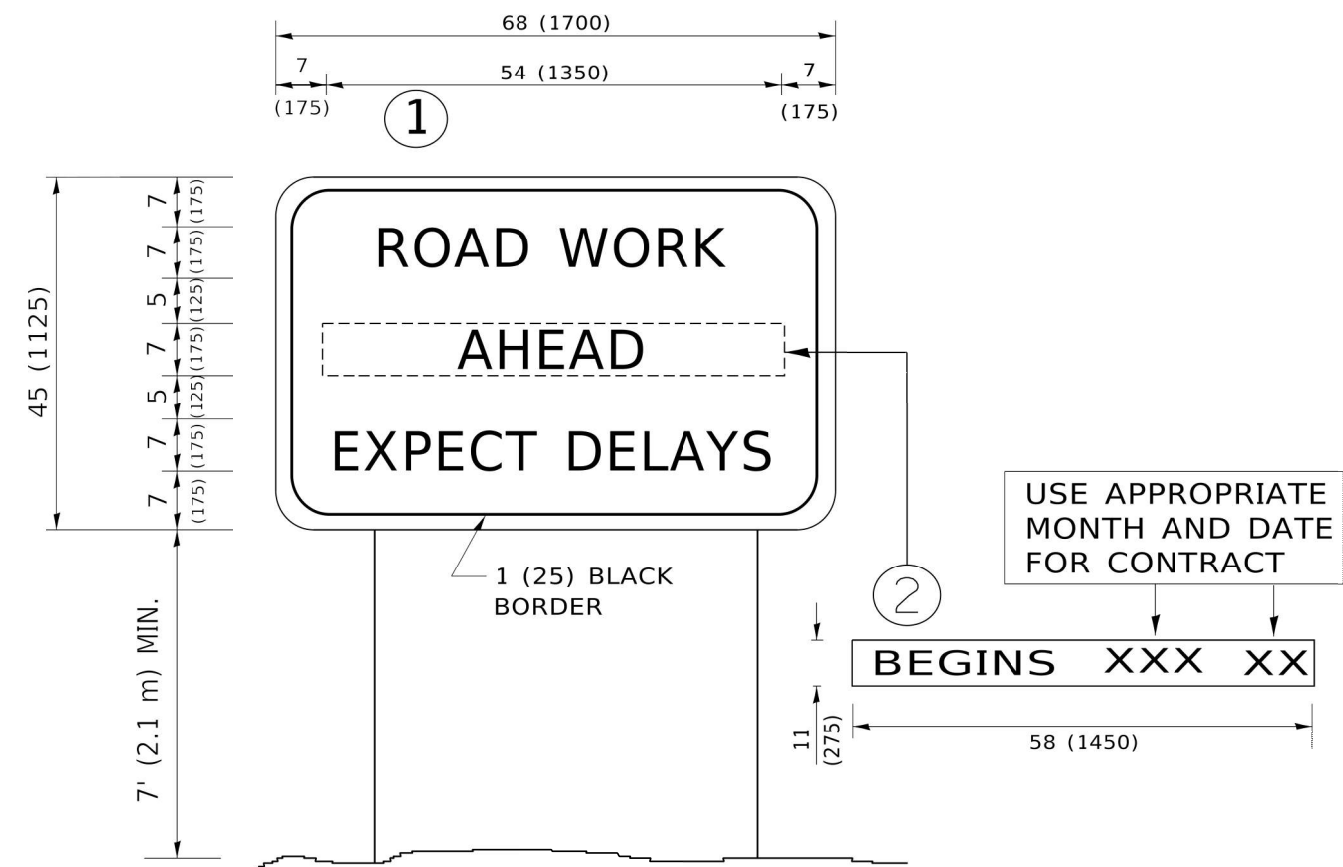 68 (1700)
7
54 (1350)
7
(175)
(175)
1
7
(175)
7
(175)
5
(125)
7
(175)
5
(125)
7
(175)
7
(175)
45 (1125)
ROAD WORK
AHEAD
EXPECT DELAYS
7' (2.1 m) MIN.
1 (25) BLACK
BORDER
2
USE APPROPRIATE
MONTH AND DATE
FOR CONTRACT
BEGINS XXX XX
11
(275)
58 (1450)